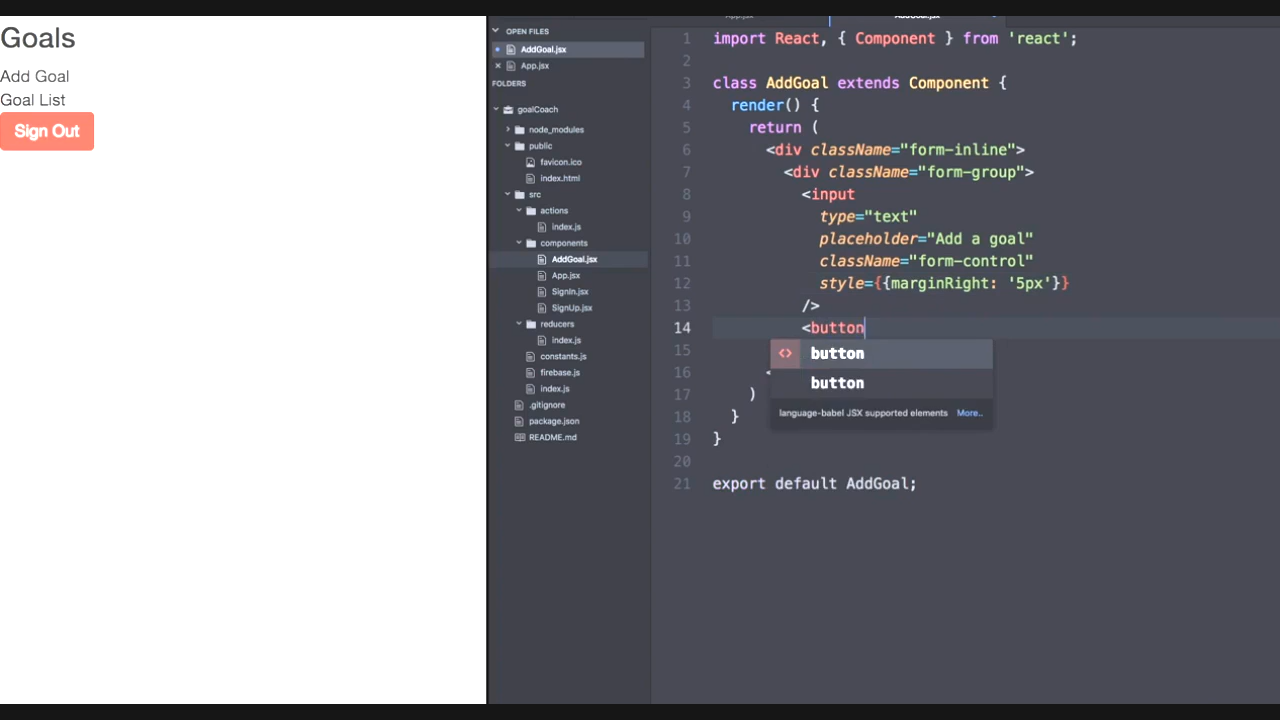 Goals
Add Goal
Goal List
Sign Out
OPEN FILES
AddGoal.jsx
App.jsx
FOLDERS
goalCoach
node_modules
public
favicon.ico
index.html
src
actions
index.js
components
AddGoal.jsx
App.jsx
SignIn.jsx
SignUp.jsx
reducers
index.js
constants.js
firebase.js
index.js
.gitignore
package.json
README.md
App.jsx AddGoal.jsx
1 import React, { Component } from 'react';
2
3 class AddGoal extends Component {
4 render() {
5 return (
6 <div className="form-inline">
7 <div className="form-group">
8 <input
9 type="text"
10 placeholder="Add a goal"
11 className="form-control"
12 style={{marginRight: '5px'}}
13 />
14 <button
15
16 <
17 )
18 }
19 }
20
21 export default AddGoal;
<> button
button
language-babel JSX supported elements More..